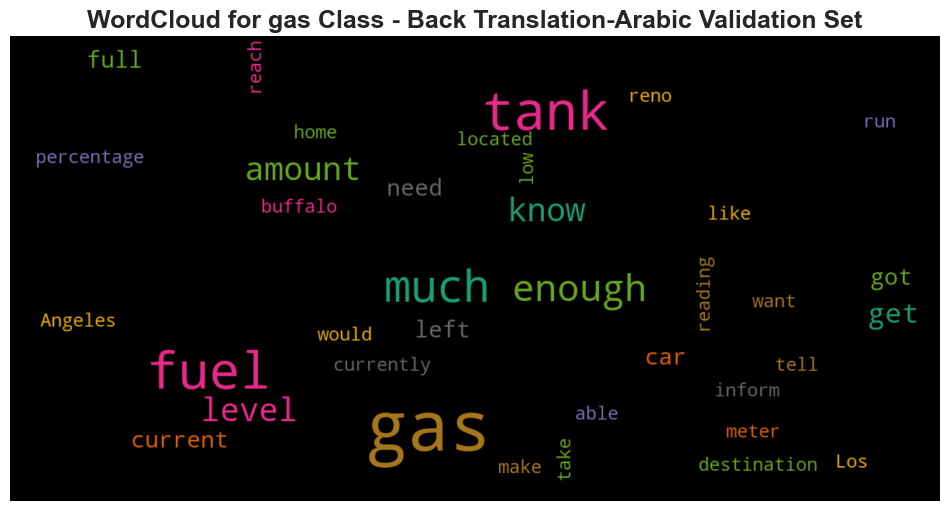 WordCloud for gas Class - Back Translation-Arabic Validation Set
full
reach
tank
reno
run
home
located
percentage
amount
low
need
buffalo
know
like
much
enough
reading
want
got
get
Angeles
would
left
currently
car
tell
fuel
level
inform
current
gas
able
meter
make
take
destination
Los